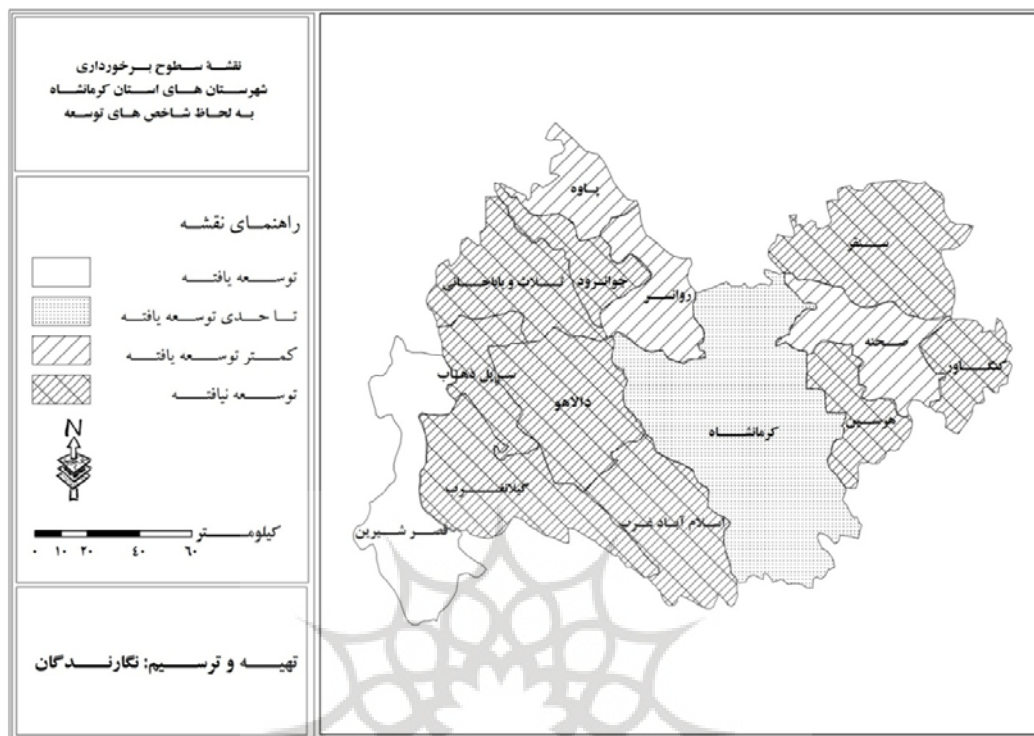 نقشهٔ سطوح برخورداری
شهرستان های استان کرمانشاه
به لحاظ شاخص های توسعه
راهنمای نقشه
توسعه یافته
تا حدی توسعه یافته
کمتر توسعه یافته
توسعه نیافته
N
کیلومتر
۰ ۱۰ ۲۰ ٤۰ ٦۰
تهیه و ترسیم: نگارندگان
پاوه
سنقر
جوانرود
ثلاث و باباجانی
روانسر
صحنه
کنگاور
سرپل ذهاب
دالاهو
هرسین
کرمانشاه
گیلانغرب
اسلام آباد غرب
قصر شیرین